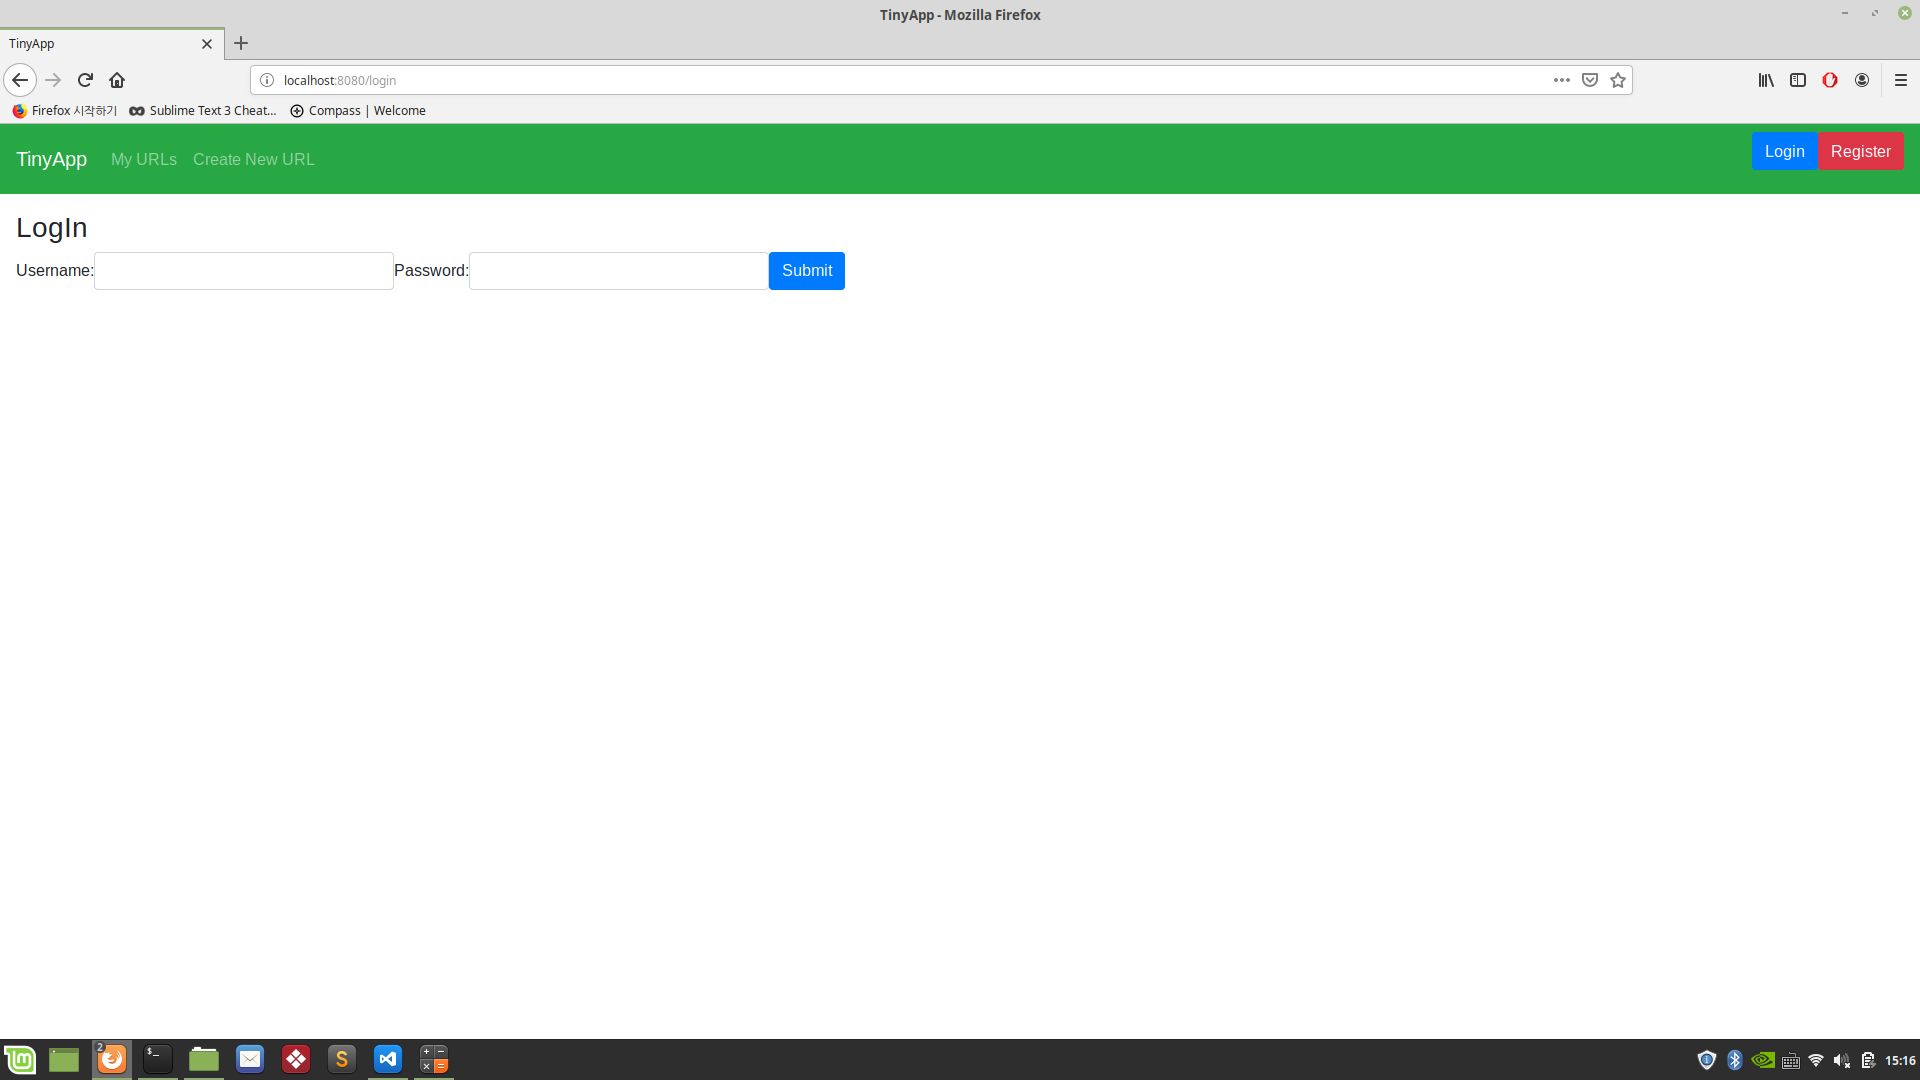 TinyApp - Mozilla Firefox
TinyApp
localhost:8080/login
Firefox 시작하기 Sublime Text 3 Cheat... Compass | Welcome
TinyApp My URLs Create New URL Login Register
LogIn
Username: Password: Submit
2 15:16